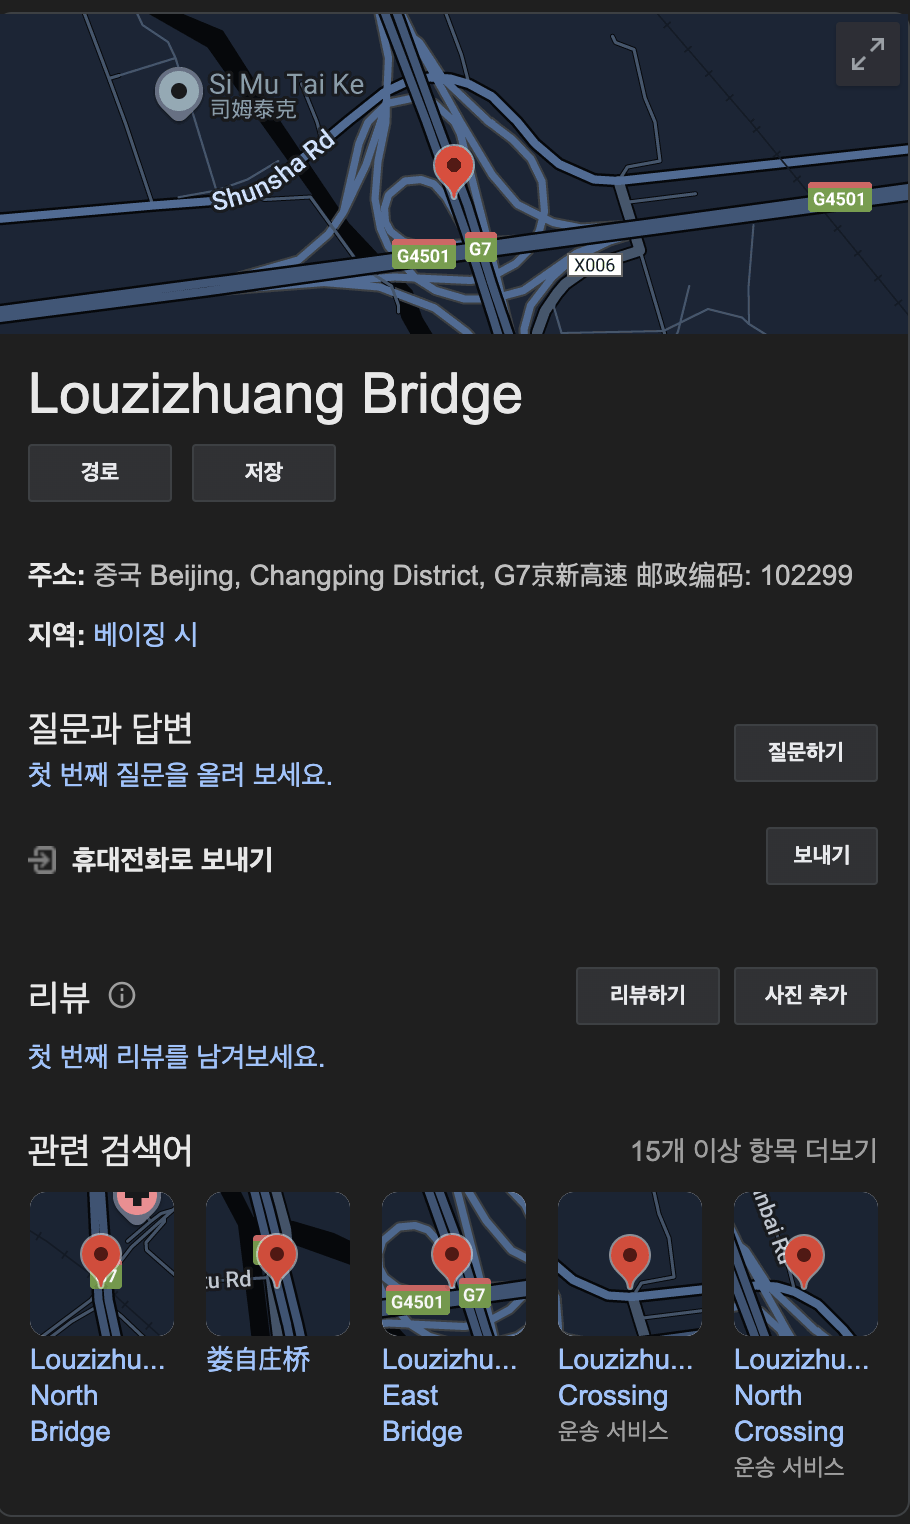 Si Mu Tai Ke
司姆泰克
Shunsha Rd
G4501
G4501
G7
X006
Louzizhuang Bridge
경로
저장
주소: 중국 Beijing, Changping District, G7京新高速 邮政编码: 102299
지역: 베이징 시
질문과 답변
질문하기
첫 번째 질문을 올려 보세요.
휴대전화로 보내기
보내기
리뷰
리뷰하기
사진 추가
첫 번째 리뷰를 남겨보세요.
관련 검색어
15개 이상 항목 더보기
Rd
G4501
G7
Louzizhu...
North
Bridge
娄自庄桥
Louzizhu...
East
Bridge
Louzizhu...
Crossing
운송 서비스
Louzizhu...
North
Crossing
운송 서비스